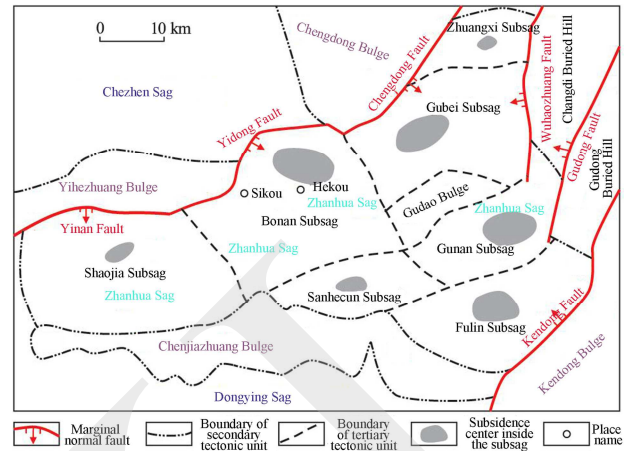 0
10 km
Zhuangxi Subsag
Chengdong Bulge
Chezhen Sag
Chengdong Fault
Gubei Subsag
Wuhaozhuang Fault
Changdi Buried Hill
Gudong Fault
Gudong
Buried Hill
Yidong Fault
Yihezhuang Bulge
Sikou
Hekou
Zhanhua Sag
Gudao Bulge
Zhanhua Sag
Bonan Subsag
Yinan Fault
Zhanhua Sag
Gunan Subsag
Shaojia Subsag
Zhanhua Sag
Sanhecun Subsag
Fulin Subsag
Kendong Fault
Chenjiazhuang Bulge
Kendong Bulge
Dongying Sag
Marginal
normal fault
Boundary of
secondary
tectonic unit
Boundary
of tertiary
tectonic unit
Subsidence
center inside
the subsag
Place
name